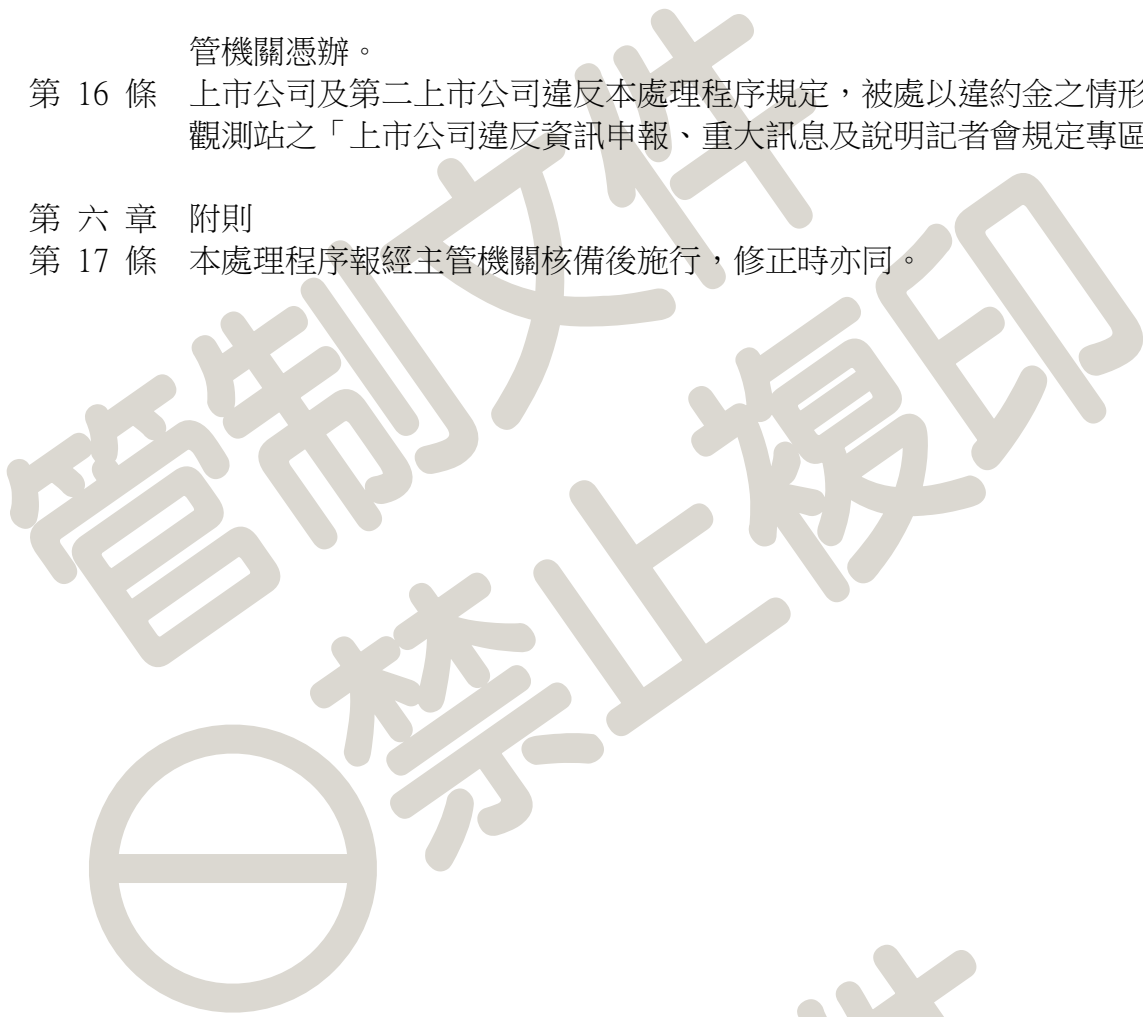 管機關憑辦。
第 16 條 上市公司及第二上市公司違反本處理程序規定，被處以違約金之情形
觀測站之「上市公司違反資訊申報、重大訊息及說明記者會規定專區
第 六 章 附則
第 17 條 本處理程序報經主管機關核備後施行，修正時亦同。
管制文件
禁止複印
件